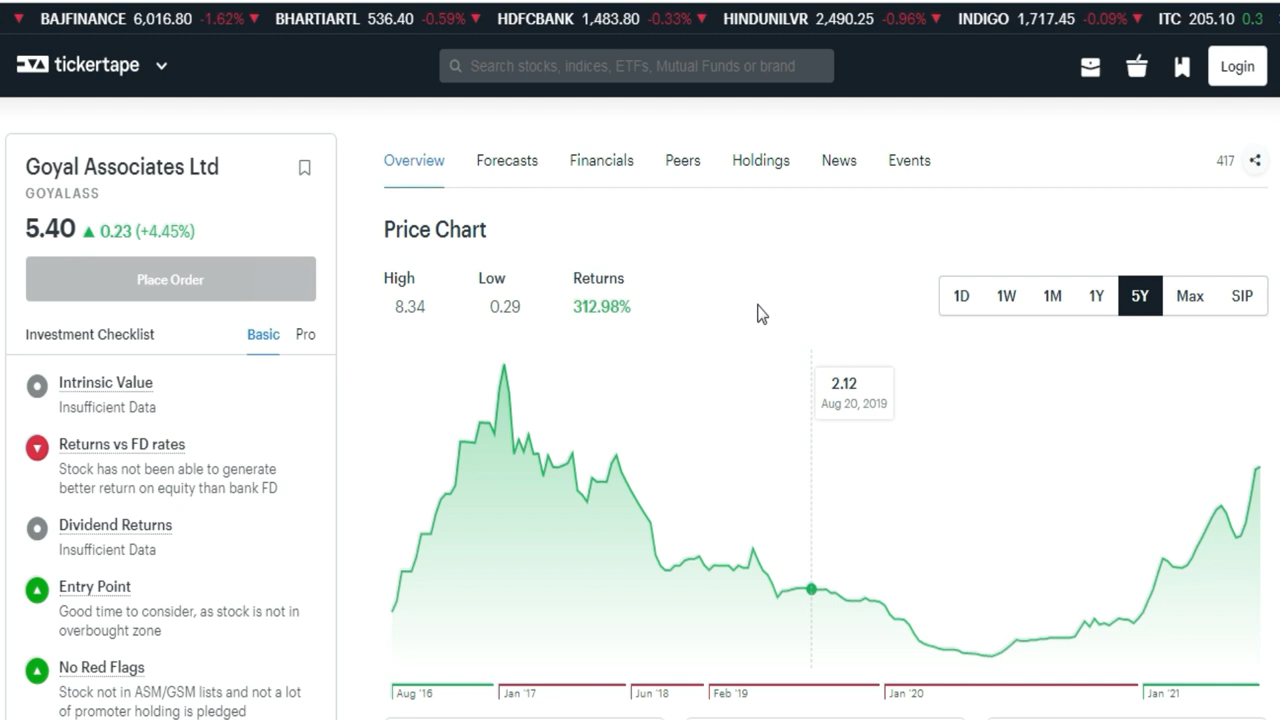 BAJFINANCE 6,016.80 -1.62% ▼ BHARTIARTL 536.40 -0.59% ▼ HDFCBANK 1,483.80 -0.33% ▼ HINDUNILVR 2,490.25 -0.96% ▼ INDIGO 1,717.45 -0.09% ▼ ITC 205.10 0.3
tickertape
Search stocks, indices, ETFs, Mutual Funds or brand
Login
Goyal Associates Ltd
GOYALASS
5.40 ▲ 0.23 (+4.45%)
Place Order
Investment Checklist Basic Pro
Intrinsic Value
Insufficient Data
Returns vs FD rates
Stock has not been able to generate
better return on equity than bank FD
Dividend Returns
Insufficient Data
Entry Point
Good time to consider, as stock is not in
overbought zone
No Red Flags
Stock not in ASM/GSM lists and not a lot
of promoter holding is pledged
Overview Forecasts Financials Peers Holdings News Events 417
Price Chart
High Low Returns
8.34 0.29 312.98%
1D 1W 1M 1Y 5Y Max SIP
2.12
Aug 20, 2019
Aug '16 Jan '17 Jun '18 Feb '19 Jan '20 Jan '21